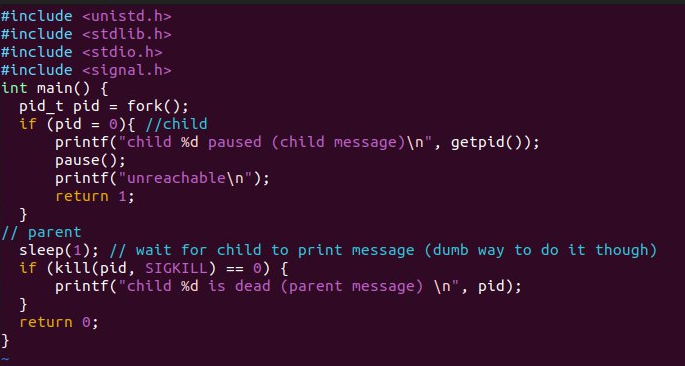 #include <unistd.h>
#include <stdlib.h>
#include <stdio.h>
#include <signal.h>
int main() {
  pid_t pid = fork();
  if (pid = 0){ //child
      printf("child %d paused (child message)\n", getpid());
      pause();
      printf("unreachable\n");
      return 1;
  }
// parent
  sleep(1); // wait for child to print message (dumb way to do it though)
  if (kill(pid, SIGKILL) == 0) {
      printf("child %d is dead (parent message) \n", pid);
  }
  return 0;
}
~